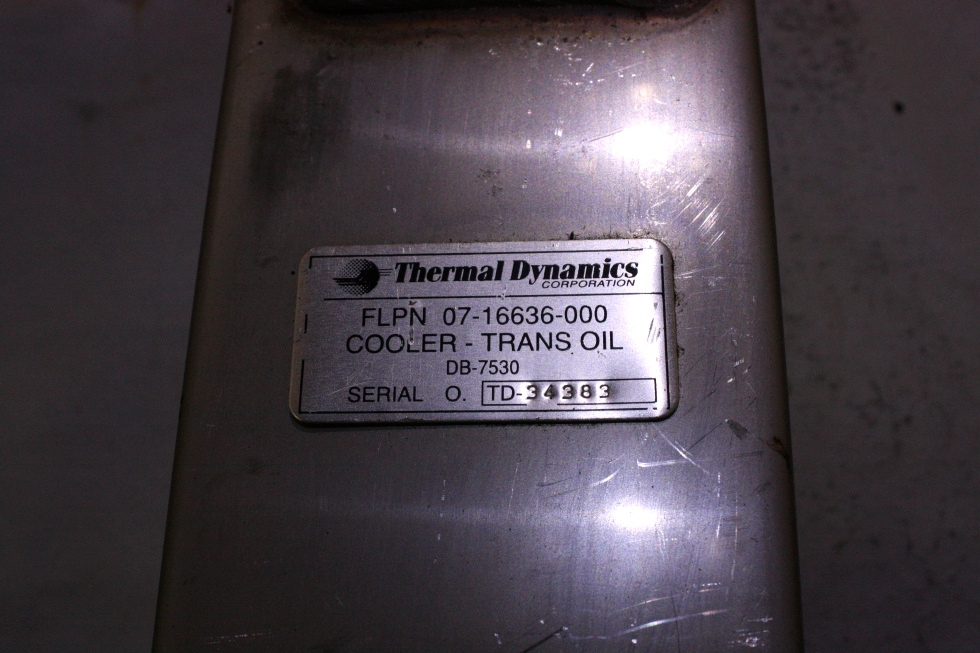 Thermal Dynamics
CORPORATION
FLPN 07-16636-000
COOLER - TRANS OIL
DB-7530
SERIAL O. TD-34383